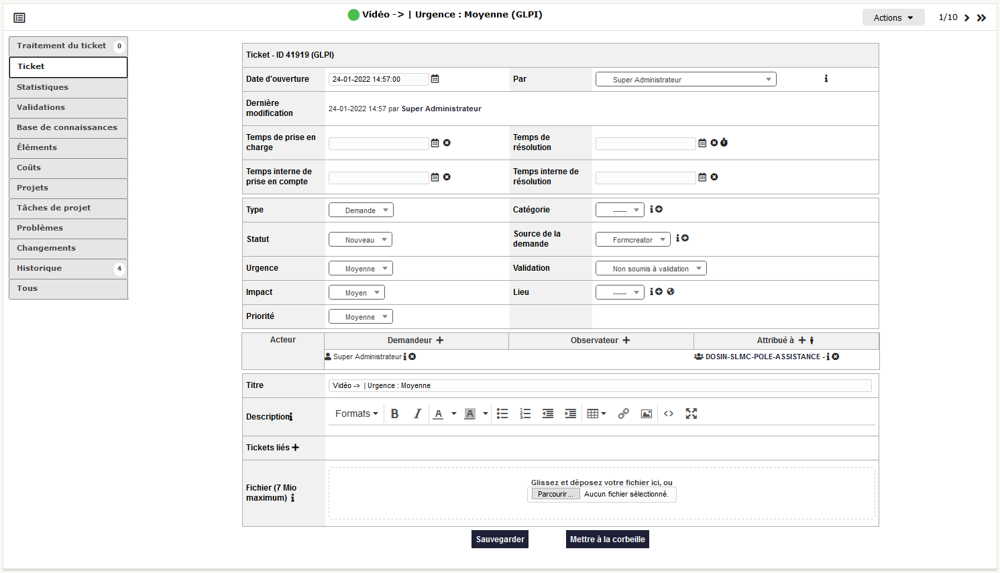 Vidéo -> | Urgence : Moyenne (GLPI)
Actions
1/10
Traitement du ticket 0
Ticket
Statistiques
Validations
Base de connaissances
Éléments
Coûts
Projets
Tâches de projet
Problèmes
Changements
Historique 4
Tous
Ticket - ID 41919 (GLPI)
Date d'ouverture 24-01-2022 14:57:00 Par Super Administrateur
Dernière
modification
24-01-2022 14:57 par Super Administrateur
Temps de prise en
charge
Temps de
résolution
Temps interne de
prise en compte
Temps interne de
résolution
Type Demande Catégorie -----
Statut Nouveau
Source de la
demande
Formcreator
Urgence Moyenne Validation Non soumis à validation
Impact Moyen Lieu -----
Priorité Moyenne
Acteur Demandeur Observateur Attribué à
Super Administrateur DOSIN-SLMC-POLE-ASSISTANCE -
Titre Vidéo -> | Urgence : Moyenne
Description Formats B I A A
Tickets liés
Fichier (7 Mio
maximum)
Glissez et déposez votre fichier ici, ou
Parcourir... Aucun fichier sélectionné.
Sauvegarder Mettre à la corbeille